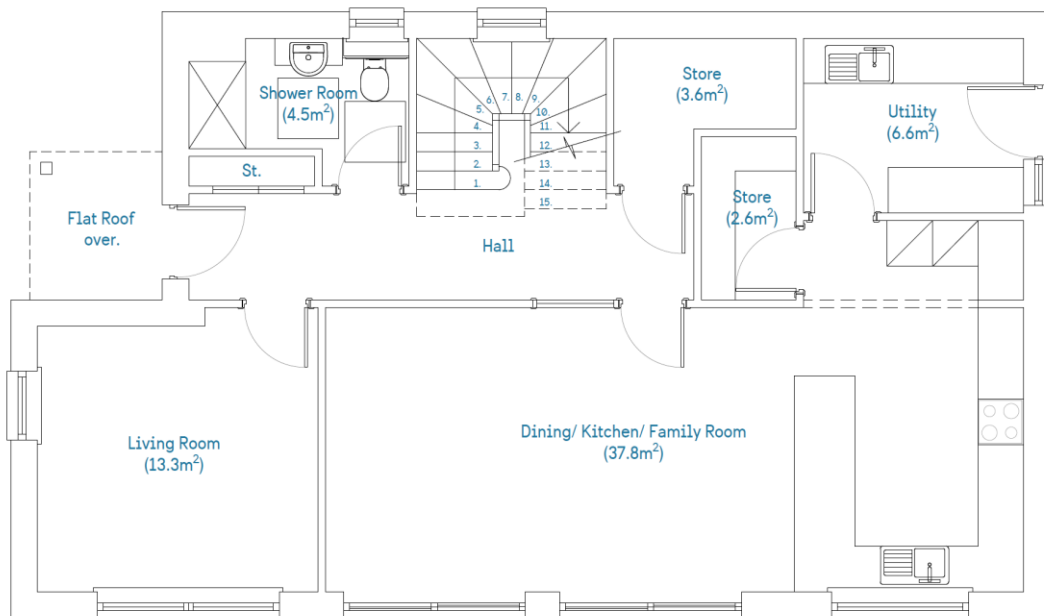 Shower Room
(4.5m²)
St.
Flat Roof
over.
1.
2.
3.
4.
5.
6.
7.
8.
9.
10.
11.
12.
13.
14.
15.
Hall
Store
(3.6m²)
Store
(2.6m²)
Utility
(6.6m²)
Living Room
(13.3m²)
Dining/ Kitchen/ Family Room
(37.8m²)